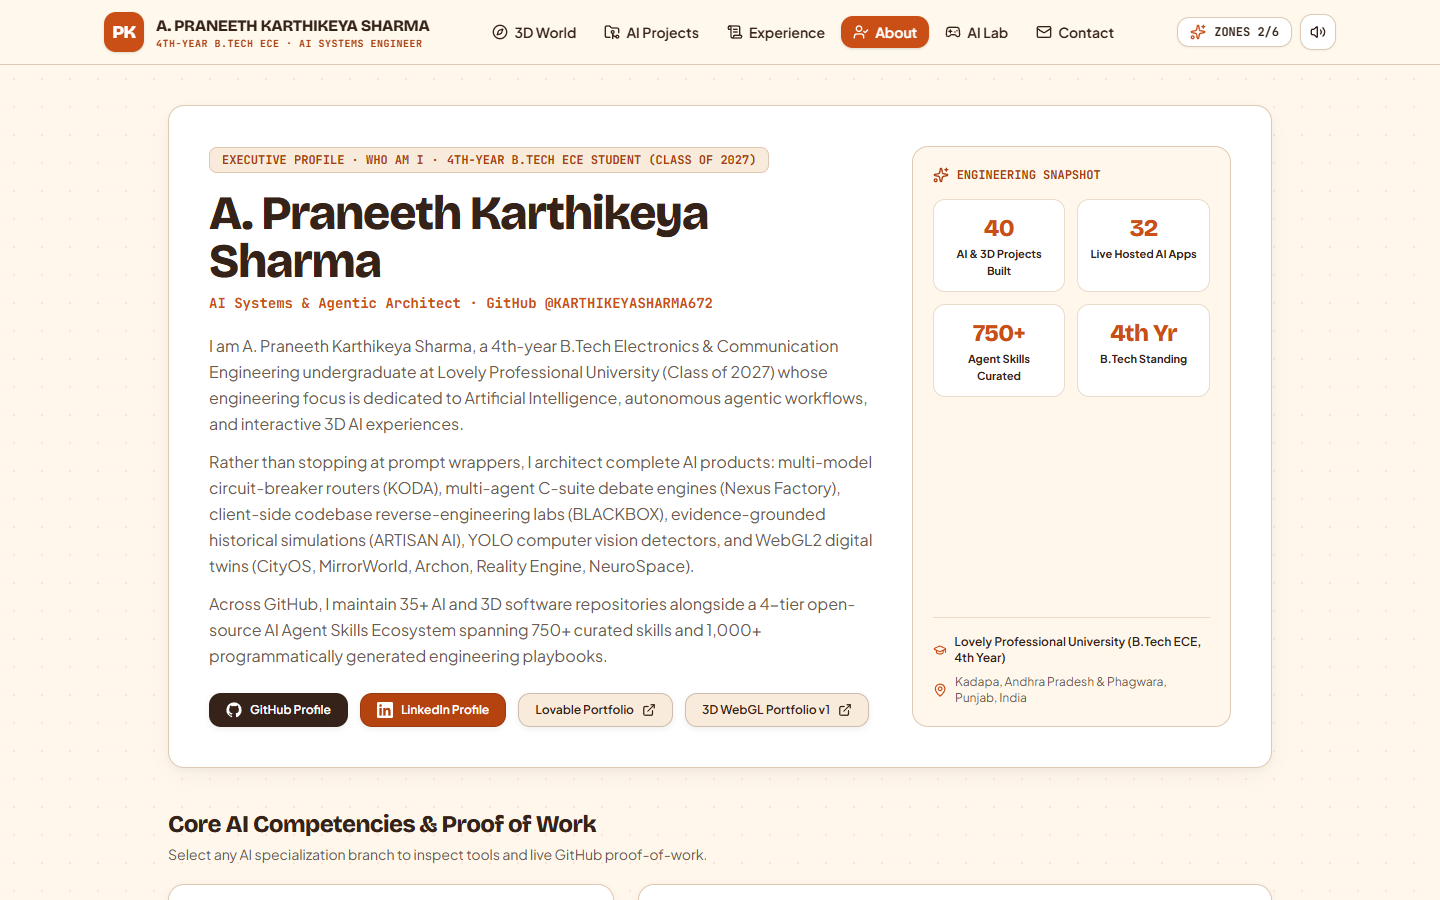 PK
A. PRANEETH KARTHIKEYA SHARMA
4TH-YEAR B.TECH ECE · AI SYSTEMS ENGINEER
3D World
AI Projects
Experience
About
AI Lab
Contact
ZONES 2/6
EXECUTIVE PROFILE · WHO AM I · 4TH-YEAR B.TECH ECE STUDENT (CLASS OF 2027)
A. Praneeth Karthikeya
Sharma
AI Systems & Agentic Architect · GitHub @KARTHIKEYASHARMA672
I am A. Praneeth Karthikeya Sharma, a 4th-year B.Tech Electronics & Communication
Engineering undergraduate at Lovely Professional University (Class of 2027) whose
engineering focus is dedicated to Artificial Intelligence, autonomous agentic workflows,
and interactive 3D AI experiences.
Rather than stopping at prompt wrappers, I architect complete AI products: multi-model
circuit-breaker routers (KODA), multi-agent C-suite debate engines (Nexus Factory),
client-side codebase reverse-engineering labs (BLACKBOX), evidence-grounded
historical simulations (ARTISAN AI), YOLO computer vision detectors, and WebGL2 digital
twins (CityOS, MirrorWorld, Archon, Reality Engine, NeuroSpace).
Across GitHub, I maintain 35+ AI and 3D software repositories alongside a 4-tier open-
source AI Agent Skills Ecosystem spanning 750+ curated skills and 1,000+
programmatically generated engineering playbooks.
GitHub Profile
LinkedIn Profile
Lovable Portfolio
3D WebGL Portfolio v1
ENGINEERING SNAPSHOT
40
AI & 3D Projects
Built
32
Live Hosted AI Apps
750+
Agent Skills
Curated
4th Yr
B.Tech Standing
Lovely Professional University (B.Tech ECE,
4th Year)
Kadapa, Andhra Pradesh & Phagwara,
Punjab, India
Core AI Competencies & Proof of Work
Select any AI specialization branch to inspect tools and live GitHub proof-of-work.